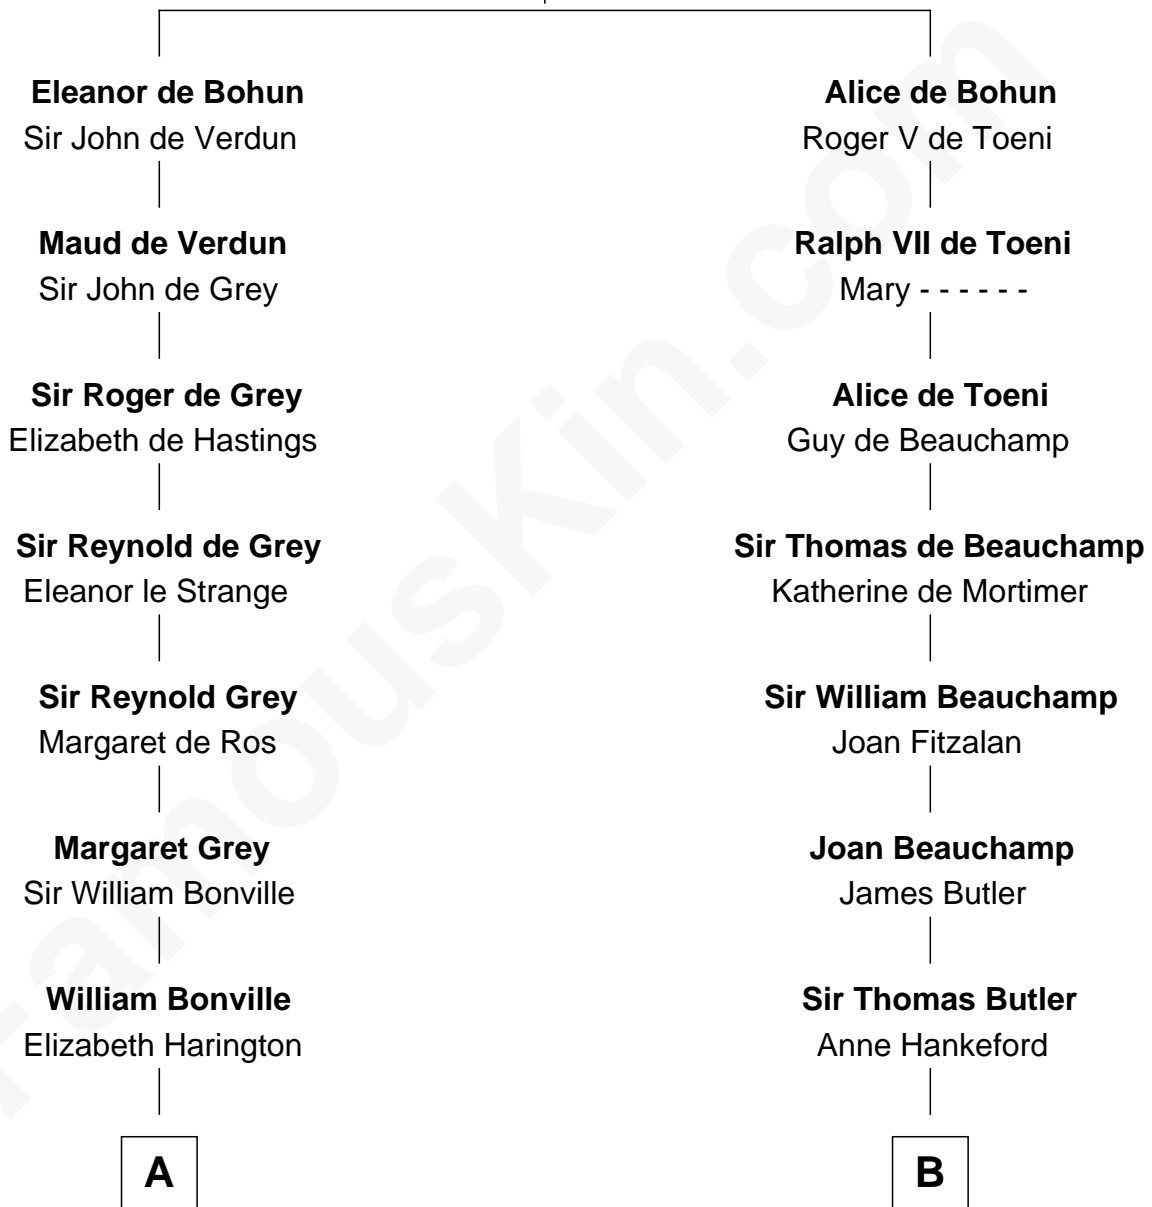 Eleanor de Bohun
Sir John de Verdun
Maud de Verdun
Sir John de Grey
Sir Roger de Grey
Elizabeth de Hastings
Sir Reynold de Grey
Eleanor le Strange
Sir Reynold Grey
Margaret de Ros
Margaret Grey
Sir William Bonville
William Bonville
Elizabeth Harington
A
Alice de Bohun
Roger V de Toeni
Ralph VII de Toeni
Mary - - - - - -
Alice de Toeni
Guy de Beauchamp
Sir Thomas de Beauchamp
Katherine de Mortimer
Sir William Beauchamp
Joan Fitzalan
Joan Beauchamp
James Butler
Sir Thomas Butler
Anne Hankeford
B
FamousKin.com